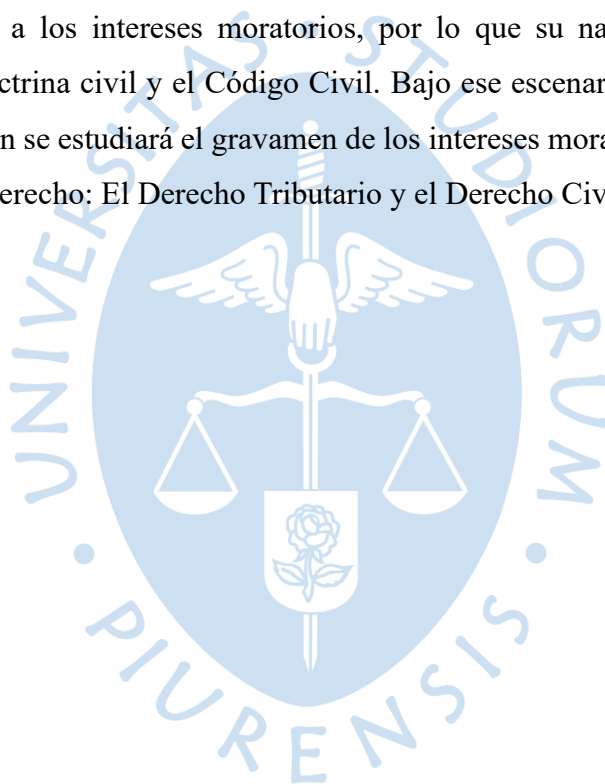 a los intereses moratorios, por lo que su na
ctrina civil y el Código Civil. Bajo ese escenar
n se estudiará el gravamen de los intereses mora
erecho: El Derecho Tributario y el Derecho Civ
UNIVERSITAS • STUDIORUM • PIURENSIS